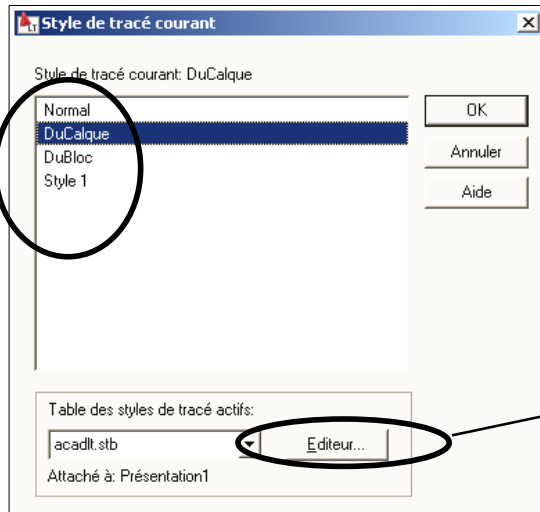 LT Style de tracé courant
Style de tracé courant: DuCalque
Normal
DuCalque
DuBloc
Style 1
OK
Annuler
Aide
Table des styles de tracé actifs:
acadlt.stb
Editeur...
Attaché à: Présentation1